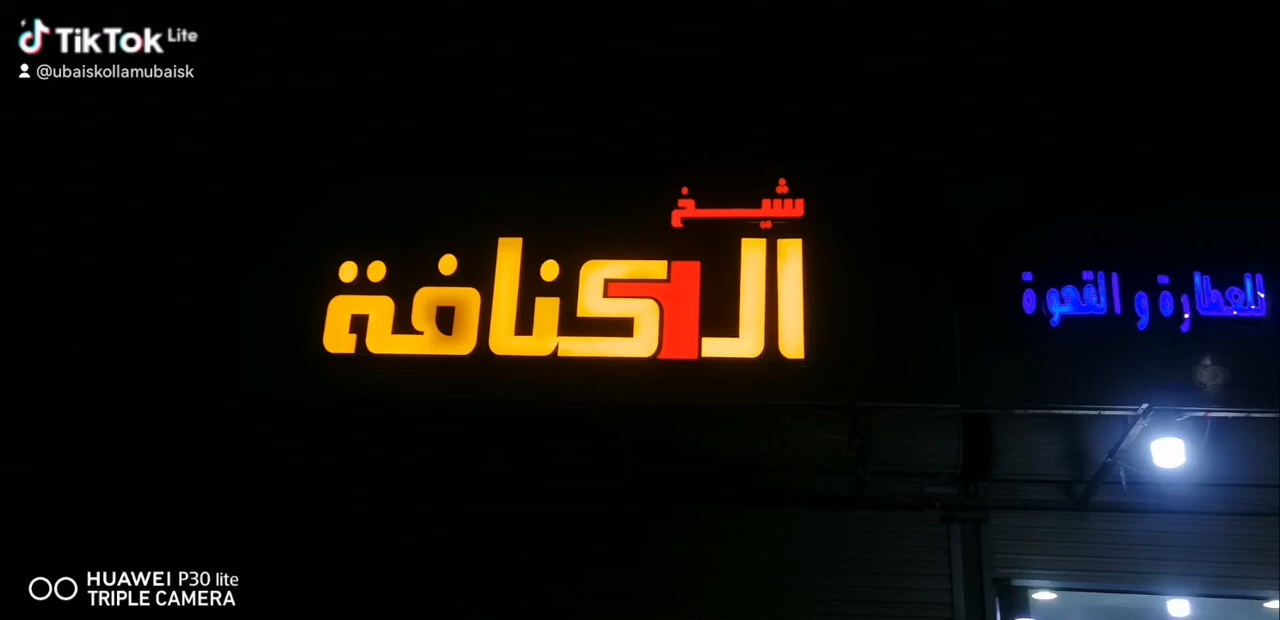 TikTok Lite
@ubaiskollamubaisk
شيخ
الكنافة
للعطارة و القهوة
HUAWEI P30 lite
TRIPLE CAMERA